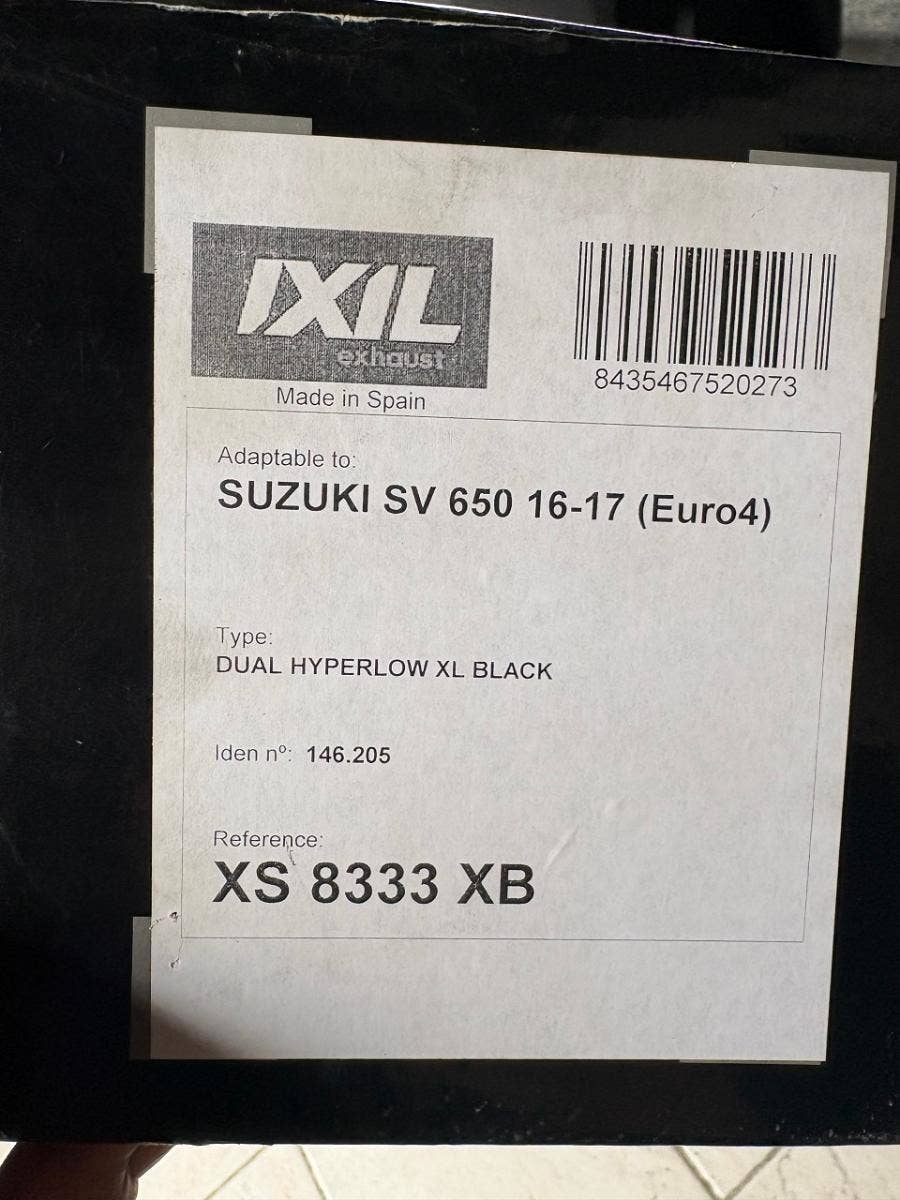 IXIL
exhaust
Made in Spain
8435467520273
Adaptable to:
SUZUKI SV 650 16-17 (Euro4)
Type:
DUAL HYPERLOW XL BLACK
Iden nº: 146.205
Reference:
XS 8333 XB